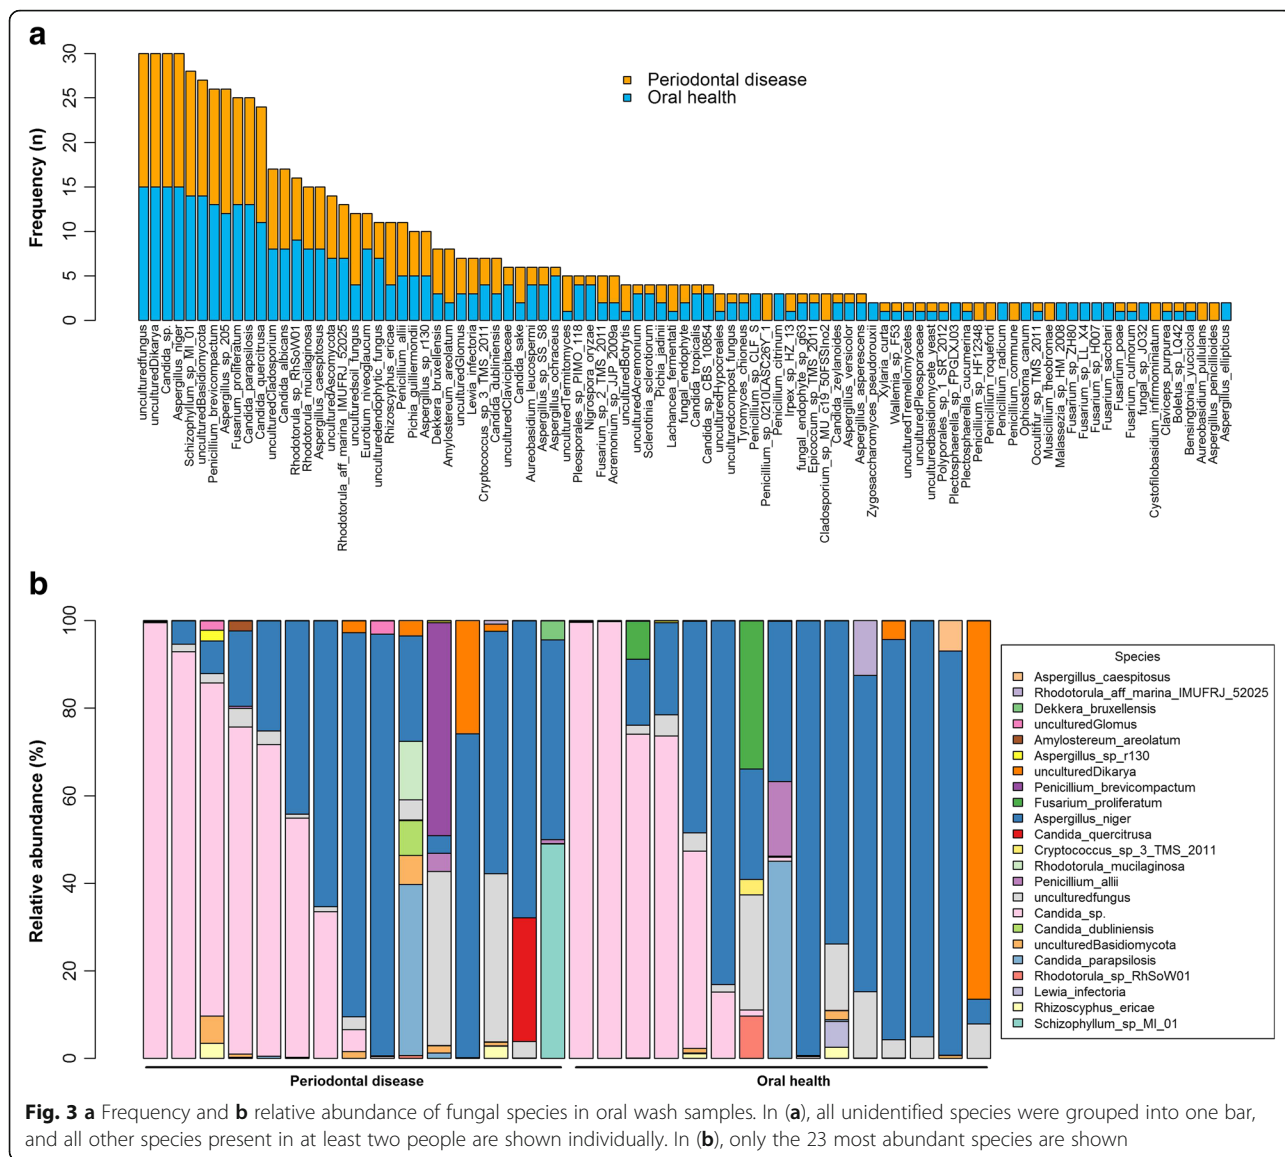 a
Frequency (n)
30
25
20
15
10
5
0
Periodontal disease
Oral health
unculturedfungus
unculturedDikarya
Candida_sp.
Aspergillus_niger
Schizophyllum_sp_MI_01
unculturedBasidiomycota
Penicillium_brevicompactum
Aspergillus_sp_205
Fusarium_proliferatum
Candida_parapsilosis
Candida_quercitrusa
unculturedCladosporium
Candida_albicans
Rhodotorula_sp_RhSoW01
Rhodotorula_mucilaginosa
Aspergillus_caespitosus
unculturedAscomycota
Rhodotorula_aff_marina_IMUFRJ_52025
unculturedsoil_fungus
Eurotium_niveoglaucum
unculturedendophytic_fungus
Rhizoscyphus_ericae
Penicillium_allii
Pichia_guilliermondii
Aspergillus_sp_r130
Dekkera_bruxellensis
Amylostereum_areolatum
unculturedGlomus
Lewia_infectoria
Cryptococcus_sp_3_TMS_2011
Candida_dubliniensis
unculturedClavicipitaceae
Candida_sake
Aureobasidium_leucospermi
Aspergillus_sp_SS_S8
Aspergillus_ochraceus
unculturedTermitomyces
Pleosporales_sp_PIMO_118
Nigrospora_oryzae
Fusarium_sp_2_TMS_2011
Acremonium_sp_JJP_2009a
unculturedBotrytis
unculturedAcremonium
Sclerotinia_sclerotiorum
Pichia_jadinii
Lachancea_fermentati
fungal_endophyte
Candida_tropicalis
Candida_sp_CBS_10854
unculturedHypocreales
unculturedcompost_fungus
Tyromyces_chioneus
Penicillium_sp_CLF_S
Penicillium_sp_0210LASC26Y_1
Penicillium_citrinum
Irpex_sp_HZ_13
fungal_endophyte_sp_g63
Epicoccum_sp_TMS_2011
Cladosporium_sp_MU_c19_50FSSIno2
Candida_zeylanoides
Aspergillus_versicolor
Aspergillus_asperescens
Zygosaccharomyces_pseudorouxii
Xylaria_curta
Wallemia_sp_F53
unculturedTremellomycetes
unculturedPleosporaceae
unculturedbasidiomycete_yeast
Polyporales_sp_1_SR_2012
Plectosphaerella_sp_FPGLXJ03
Plectosphaerella_cucumerina
Penicillium_sp_HF12346
Penicillium_roqueforti
Penicillium_radicum
Penicillium_commune
Ophiostoma_canum
Occultifur_sp_TMS_2011
Musicillium_theobromae
Malassezia_sp_HM_2008
Fusarium_sp_ZH80
Fusarium_sp_LL_X4
Fusarium_sp_H007
Fusarium_sacchari
Fusarium_poae
Fusarium_culmorum
fungal_sp_JO32
Cystofilobasidium_infirmominiatum
Claviceps_purpurea
Boletus_sp_LQ42
Bensingtonia_yuccicola
Aureobasidium_pullulans
Aspergillus_penicillioides
Aspergillus_ellipticus
b
Relative abundance (%)
100
80
60
40
20
0
Periodontal disease
Oral health
Species
Aspergillus_caespitosus
Rhodotorula_aff_marina_IMUFRJ_52025
Dekkera_bruxellensis
unculturedGlomus
Amylostereum_areolatum
Aspergillus_sp_r130
unculturedDikarya
Penicillium_brevicompactum
Fusarium_proliferatum
Aspergillus_niger
Candida_quercitrusa
Cryptococcus_sp_3_TMS_2011
Rhodotorula_mucilaginosa
Penicillium_allii
unculturedfungus
Candida_sp.
Candida_dubliniensis
unculturedBasidiomycota
Candida_parapsilosis
Rhodotorula_sp_RhSoW01
Lewia_infectoria
Rhizoscyphus_ericae
Schizophyllum_sp_MI_01
Fig. 3 a Frequency and b relative abundance of fungal species in oral wash samples. In (a), all unidentified species were grouped into one bar,
and all other species present in at least two people are shown individually. In (b), only the 23 most abundant species are shown